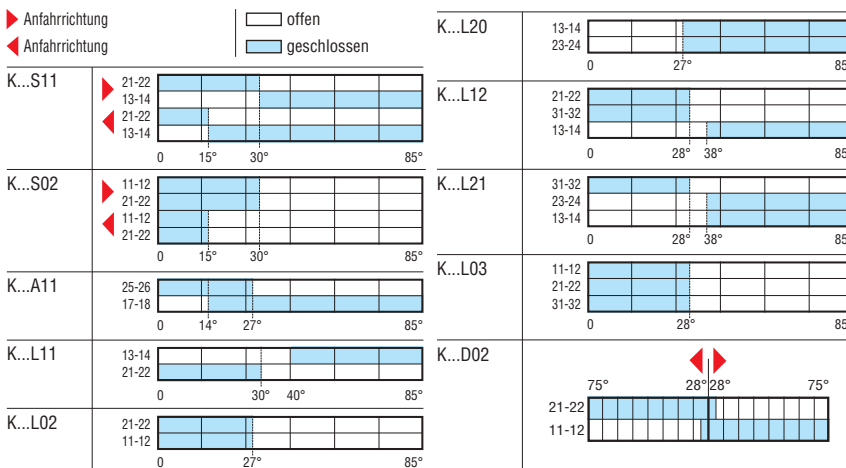 Anfahrrichtung
offen
Anfahrrichtung
geschlossen
K...S11
21-22
13-14
21-22
13-14
0 15° 30° 85°
K...S02
11-12
21-22
11-12
21-22
0 15° 30° 85°
K...A11
25-26
17-18
0 14° 27° 85°
K...L11
13-14
21-22
0 30° 40° 85°
K...L02
21-22
11-12
0 27° 85°
K...L20
13-14
23-24
0 27° 85
K...L12
21-22
31-32
13-14
0 28° 38° 85
K...L21
31-32
23-24
13-14
0 28° 38° 85
K...L03
11-12
21-22
31-32
0 28° 85
K...D02
75° 28° 28° 75°
21-22
11-12